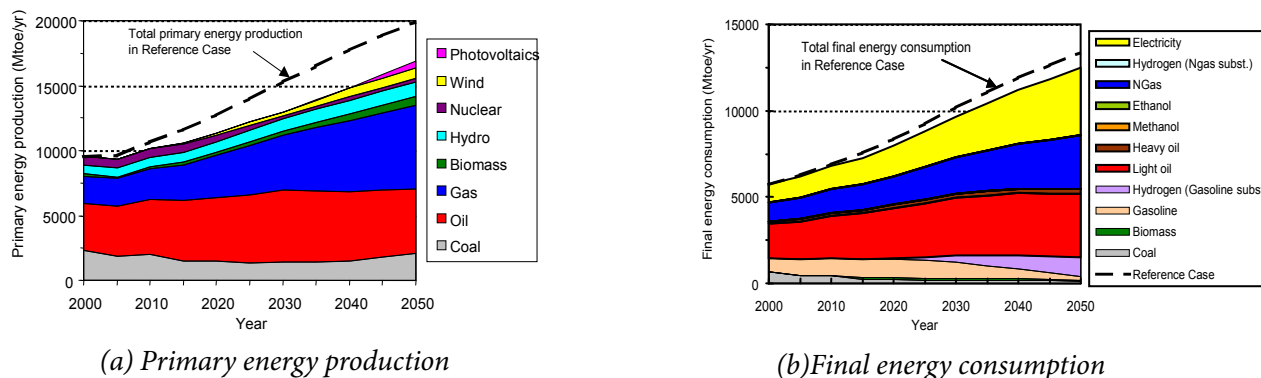 Primary energy production (Mtoe/yr)
20000
15000
10000
5000
0
Total primary energy production
in Reference Case
2000
2010
2020
2030
2040
2050
Year
Photovoltaics
Wind
Nuclear
Hydro
Biomass
Gas
Oil
Coal
(a) Primary energy production
Final energy consumption (Mtoe/yr)
15000
10000
5000
0
Total final energy consumption
in Reference Case
2000
2010
2020
2030
2040
2050
Year
Electricity
Hydrogen (Ngas subst.)
NGas
Ethanol
Methanol
Heavy oil
Light oil
Hydrogen (Gasoline subs
Gasoline
Biomass
Coal
Reference Case
(b)Final energy consumption